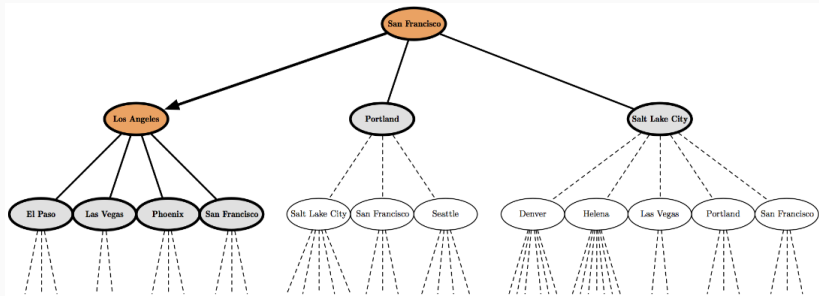 San Francisco
Los Angeles
Portland
Salt Lake City
El Paso
Las Vegas
Phoenix
San Francisco
Salt Lake City
San Francisco
Seattle
Denver
Helena
Las Vegas
Portland
San Francisco